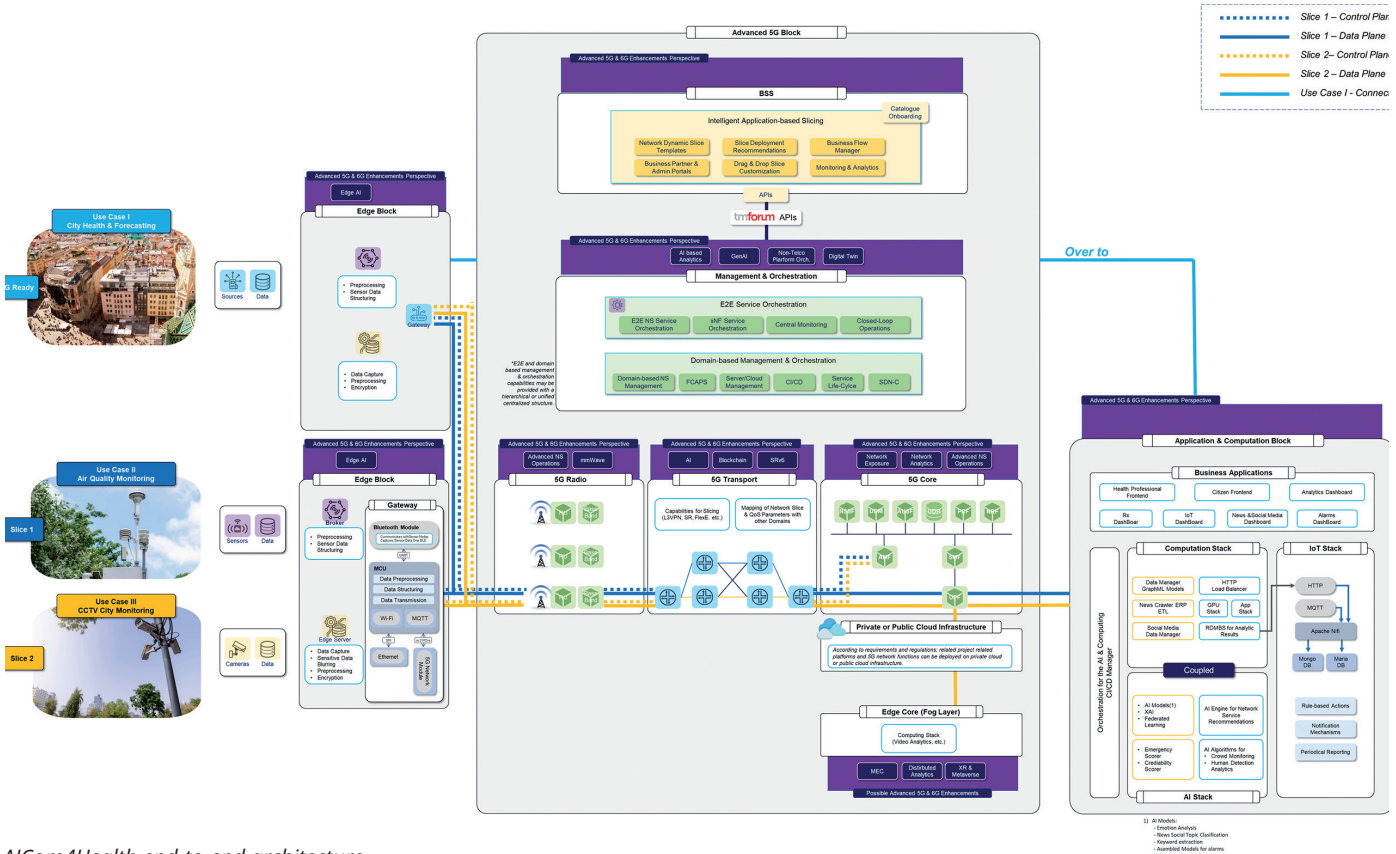 Slice 1 – Control Plan
Slice 1 – Data Plane
Slice 2– Control Plane
Slice 2 – Data Plane
Use Case I - Connect
Advanced 5G Block
Advanced 5G & 6G Enhancements Perspective
BSS
Catalogue
Onboarding
Intelligent Application-based Slicing
Network Dynamic Slice
Templates
Slice Deployment
Recommendations
Business Flow
Manager
Business Partner &
Admin Portals
Drag & Drop Slice
Customization
Monitoring & Analytics
APIs
tmforum APIs
Advanced 5G & 6G Enhancements Perspective
AI based
Analytics
GenAI
Non-Telco
Plarform Orch.
Digital Twin
Management & Orchestration
E2E Service Orchestration
E2E NS Service
Orchestration
xNF Service
Orchestration
Central Monitoring
Closed-Loop
Operations
Domain-based Management & Orchestration
Domain-based NS
Management
FCAPS
Server/Cloud
Management
CI/CD
Service
Life-Cylce
SDN-C
*E2E and domain
based management
& orchestration
capabilities may be
provided with a
hierarchical or unified
centralized structure.
Use Case I
City Health & Forecasting
G Ready
Sources
Data
Advanced 5G & 6G Enhancements Perspective
Edge AI
Edge Block
• Preprocessing
• Sensor Data
Structuring
Gateway
• Data Capture
• Preprocessing
• Encryption
Over to
Use Case II
Air Quality Monitoring
Slice 1
Sensors
Data
Use Case III
CCTV City Monitoring
Slice 2
Cameras
Data
Advanced 5G & 6G Enhancements Perspective
Edge AI
Edge Block
Broker
• Preprocessing
• Sensor Data
Structuring
Edge Server
• Data Capture
• Sensitive Data
Blurring
• Preprocessing
• Encryption
Gateway
Bluetooth Module
UART
MCU
Data Preprocessing
Data Structuring
Data Transmission
Wi-Fi
MQTT
SPI
Ethernet
5G Network
Module
Advanced 5G & 6G Enhancements Perspective
Advanced NS
Operations
mmWave
5G Radio
Advanced 5G & 6G Enhancements Perspective
AI
Blockchain
SRv6
5G Transport
Capabilities for Slicing
(L3VPN, SR, FlexE. etc.)
Mapping of Network Slice
& QoS Parameters with
other Domains
Advanced 5G & 6G Enhancements Perspective
Network
Exposure
Network
Analytics
Advanced NS
Operations
5G Core
Private or Public Cloud Infrastructure
According to requirements and regulations; related project related
platforms and 5G network functions can be deployed on private cloud
or public cloud infrastructure.
Edge Core (Fog Layer)
Computing Stack
(Video Analytics, etc.)
MEC
Distirbuted
Analytics
XR &
Metaverse
Possible Advanced 5G & 6G Enhancements
Advanced 5G & 6G Enhancements Perspective
Application & Computation Block
Business Applications
Health Professional
Frontend
Citizen Frontend
Analytics Dashboard
Rx
DashBoar
IoT
DashBoard
News &Social Media
Dashboard
Alarms
DashBoard
Orchestration for the AI & Computing
CI/CD Manager
Computation Stack
Data Manager
GraphML Models
HTTP
Load Balancer
News Crawler ERP
ETL
GPU
Stack
App
Stack
Social Media
Data Manager
RDMBS for Analytic
Results
Coupled
• AI Models(1)
• XAI
• Federated
Learning
AI Engine for Network
Service
Recommendations
• Emergency
Scorer
• Crediability
Scorer
AI Algorithms for
• Crowd Monitoring
• Human Detection
Analytics
AI Stack
IoT Stack
HTTP
MQTT
Apache Nifi
Mongo
DB
Maria
DB
Rule-based Actions
Notification
Mechanisms
Periodical Reporting
1) AI Models:
- Emotion Analysis
- News Social Topic Clasification
- Keyword extraction
- Asembled Models for alarms